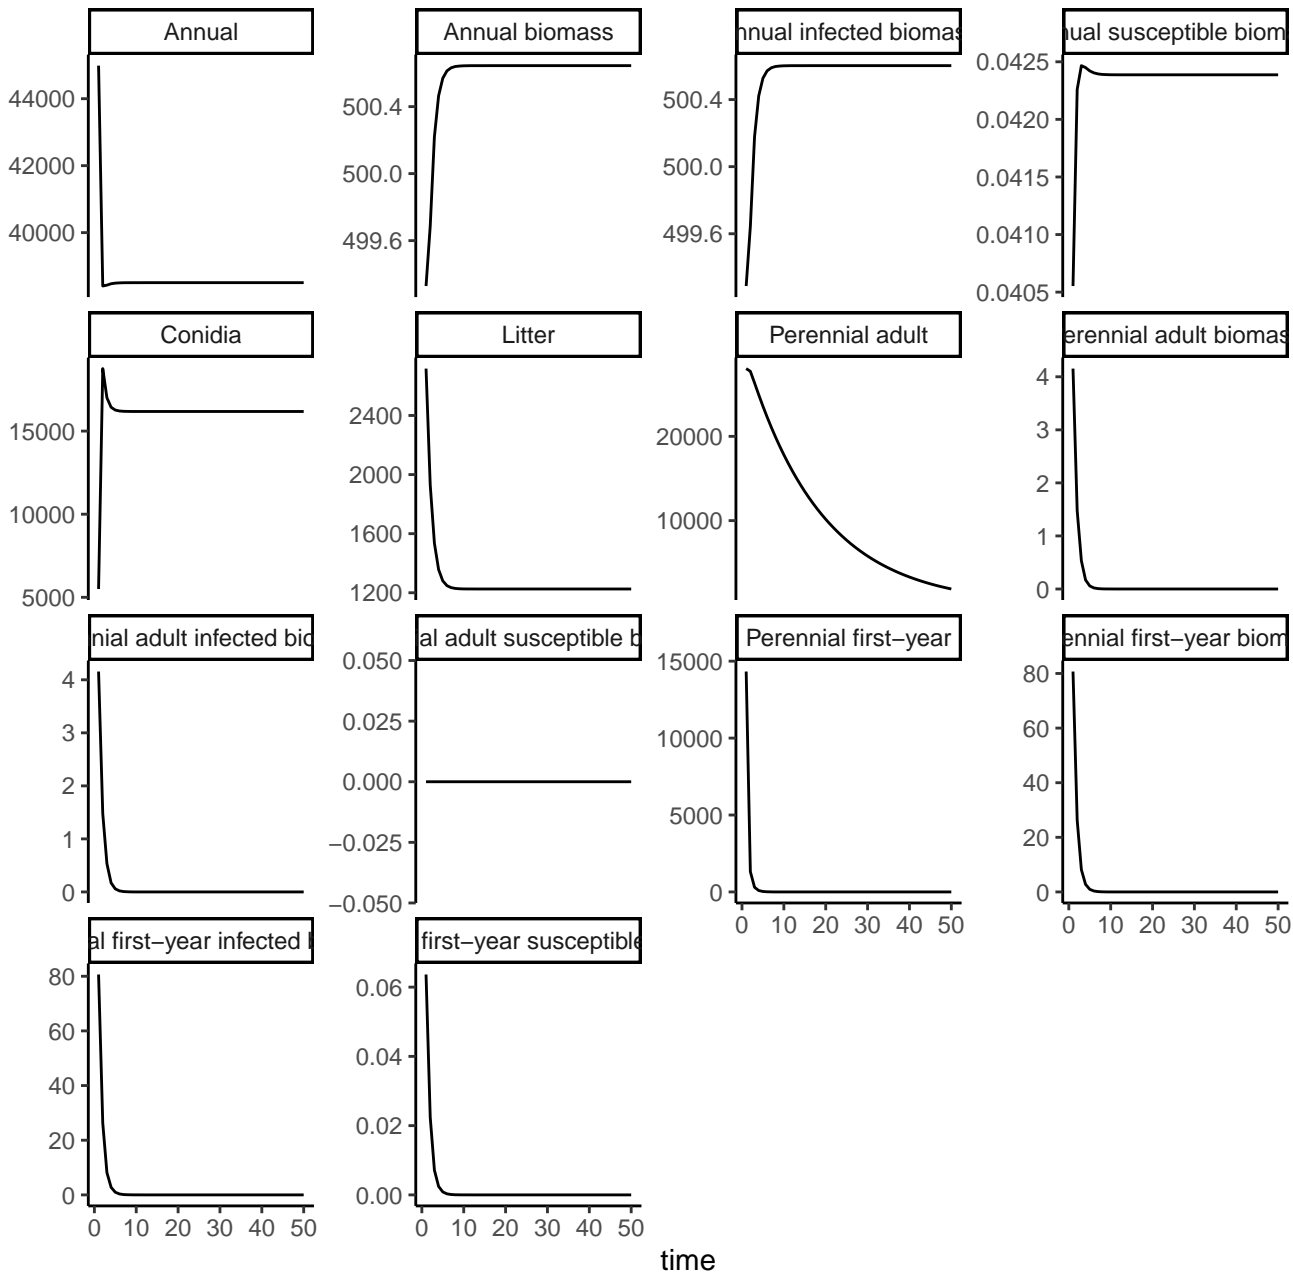 Annual
Annual biomass
nnual infected biomas
nual susceptible biom
44000
42000
40000
500.4
500.0
499.6
500.4
500.0
499.6
0.0425
0.0420
0.0415
0.0410
0.0405
Conidia
Litter
Perennial adult
erennial adult biomas
15000
10000
5000
2400
2000
1600
1200
20000
10000
4
3
2
1
0
nial adult infected bio
al adult susceptible b
Perennial first−year
ennial first−year biom
4
3
2
1
0
0.050
0.025
0.000
−0.025
−0.050
15000
10000
5000
0
80
60
40
20
0
0 10 20 30 40 50
0 10 20 30 40 50
al first−year infected b
first−year susceptible
80
60
40
20
0
0.06
0.04
0.02
0.00
0 10 20 30 40 50
0 10 20 30 40 50
time